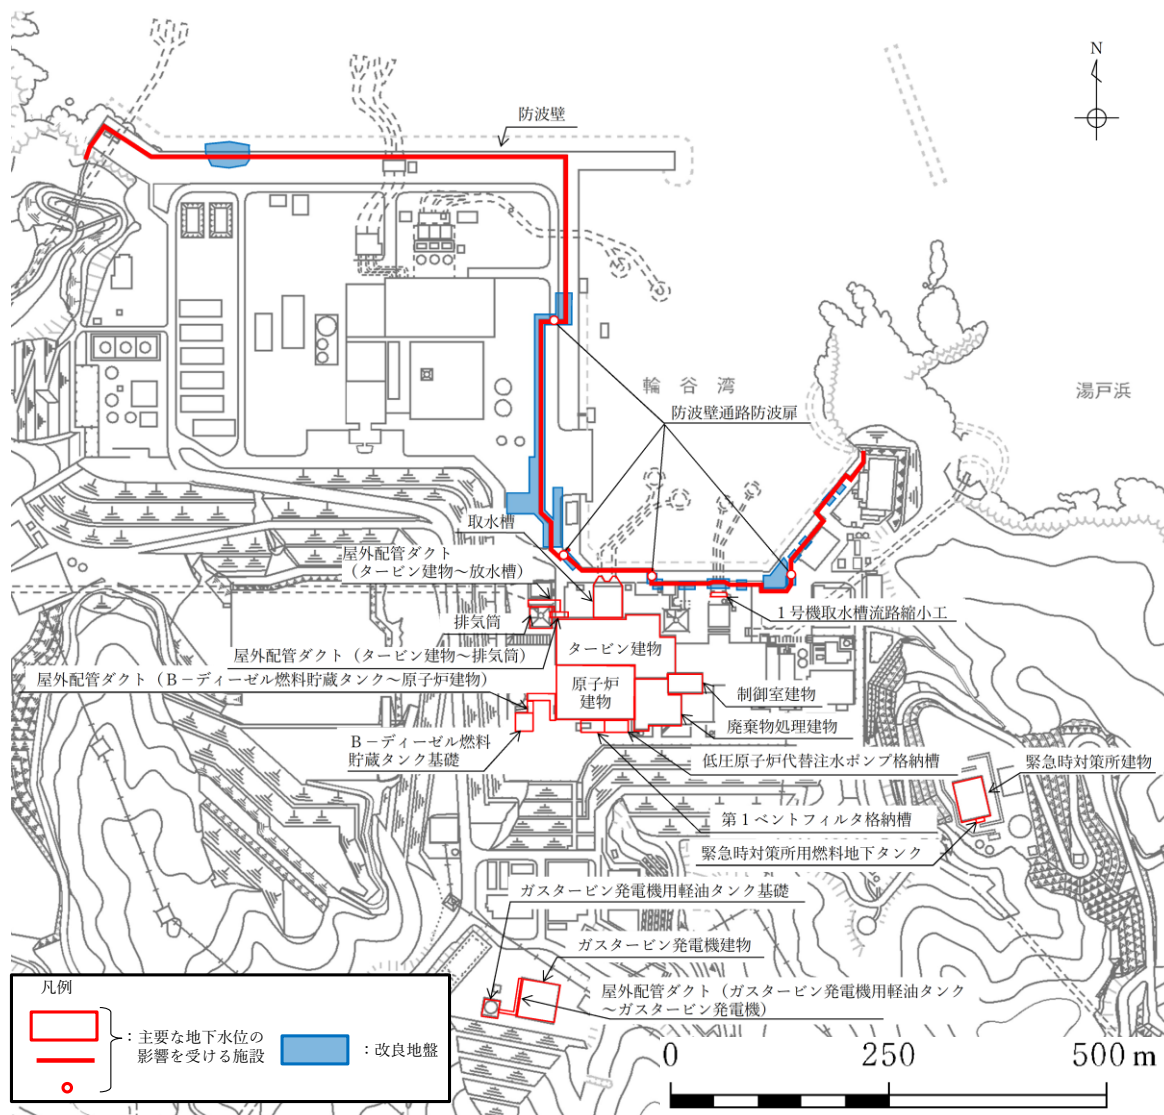 N
防波壁
輪谷湾
湯戸浜
防波壁通路防波扉
取水槽
屋外配管ダクト
（タービン建物～放水槽）
排気筒
1号機取水槽流路縮小工
屋外配管ダクト（タービン建物～排気筒）
タービン建物
屋外配管ダクト（B－ディーゼル燃料貯蔵タンク～原子炉建物）
原子炉
建物
制御室建物
廃棄物処理建物
B－ディーゼル燃料
貯蔵タンク基礎
低圧原子炉代替注水ポンプ格納槽
緊急時対策所建物
第1ベントフィルタ格納槽
緊急時対策所用燃料地下タンク
ガスタービン発電機用軽油タンク基礎
ガスタービン発電機建物
屋外配管ダクト（ガスタービン発電機用軽油タンク
～ガスタービン発電機）
凡例
：主要な地下水位の
影響を受ける施設
：改良地盤
0 250 500 m